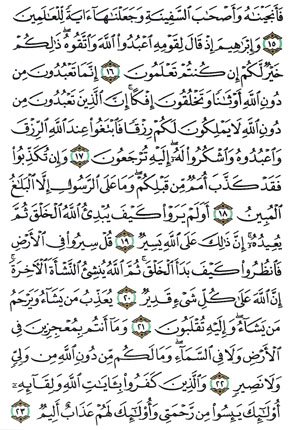 فَأَنجَيْنَٰهُ وَأَصْحَٰبَ ٱلسَّفِينَةِ وَجَعَلْنَٰهَآ ءَايَةً لِّلْعَٰلَمِينَ
١٥ وَإِبْرَٰهِيمَ إِذْ قَالَ لِقَوْمِهِ ٱعْبُدُوا۟ ٱللَّهَ وَٱتَّقُوهُ ۖ ذَٰلِكُمْ
خَيْرٌ لَّكُمْ إِن كُنتُمْ تَعْلَمُونَ ١٦ إِنَّمَا تَعْبُدُونَ مِن
دُونِ ٱللَّهِ أَوْثَٰنًا وَتَخْلُقُونَ إِفْكًا ۚ إِنَّ ٱلَّذِينَ تَعْبُدُونَ مِن
دُونِ ٱللَّهِ لَا يَمْلِكُونَ لَكُمْ رِزْقًا فَٱبْتَغُوا۟ عِندَ ٱللَّهِ ٱلرِّزْقَ
وَٱعْبُدُوهُ وَٱشْكُرُوا۟ لَهُۥٓ ۖ إِلَيْهِ تُرْجَعُونَ ١٧ وَإِن تُكَذِّبُوا۟
فَقَدْ كَذَّبَ أُمَمٌ مِّن قَبْلِكُمْ ۖ وَمَا عَلَى ٱلرَّسُولِ إِلَّا ٱلْبَلَٰغُ
ٱلْمُبِينُ ١٨ أَوَلَمْ يَرَوْا۟ كَيْفَ يُبْدِئُ ٱللَّهُ ٱلْخَلْقَ ثُمَّ
يُعِيدُهُۥٓ ۚ إِنَّ ذَٰلِكَ عَلَى ٱللَّهِ يَسِيرٌ ١٩ قُلْ سِيرُوا۟ فِى ٱلْأَرْضِ
فَٱنظُرُوا۟ كَيْفَ بَدَأَ ٱلْخَلْقَ ۚ ثُمَّ ٱللَّهُ يُنشِئُ ٱلنَّشْأَةَ ٱلْءَاخِرَةَ ۚ
إِنَّ ٱللَّهَ عَلَىٰ كُلِّ شَىْءٍ قَدِيرٌ ٢٠ يُعَذِّبُ مَن يَشَآءُ وَيَرْحَمُ
مَن يَشَآءُ ۖ وَإِلَيْهِ تُقْلَبُونَ ٢١ وَمَآ أَنتُم بِمُعْجِزِينَ فِى
ٱلْأَرْضِ وَلَا فِى ٱلسَّمَآءِ ۖ وَمَا لَكُم مِّن دُونِ ٱللَّهِ مِن وَلِىٍّ
وَلَا نَصِيرٍ ٢٢ وَٱلَّذِينَ كَفَرُوا۟ بِـَٔايَٰتِ ٱللَّهِ وَلِقَآئِهِۦٓ
أُو۟لَٰٓئِكَ يَئِسُوا۟ مِن رَّحْمَتِى وَأُو۟لَٰٓئِكَ لَهُمْ عَذَابٌ أَلِيمٌ ٢٣